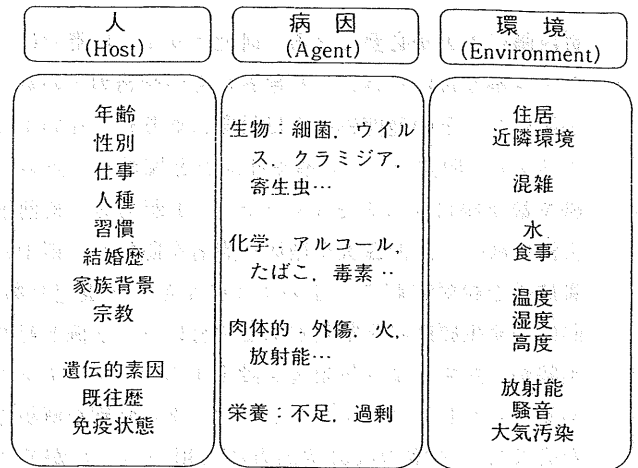 人
(Host)
年齢
性別
仕事
人種
習慣
結婚歴
家族背景
宗教
遺伝的素因
既往歴
免疫状態
病　因
(Agent)
生物：細菌，ウィル
ス，クラミジア，
寄生虫…
化学・アルコール，
たばこ，毒素‥
肉体的・外傷，火，
放射能…
栄養：不足，過剰
環　境
(Environment)
住居
近隣環境
混雑
水
食事
温度
湿度
高度
放射能
騒音
大気汚染